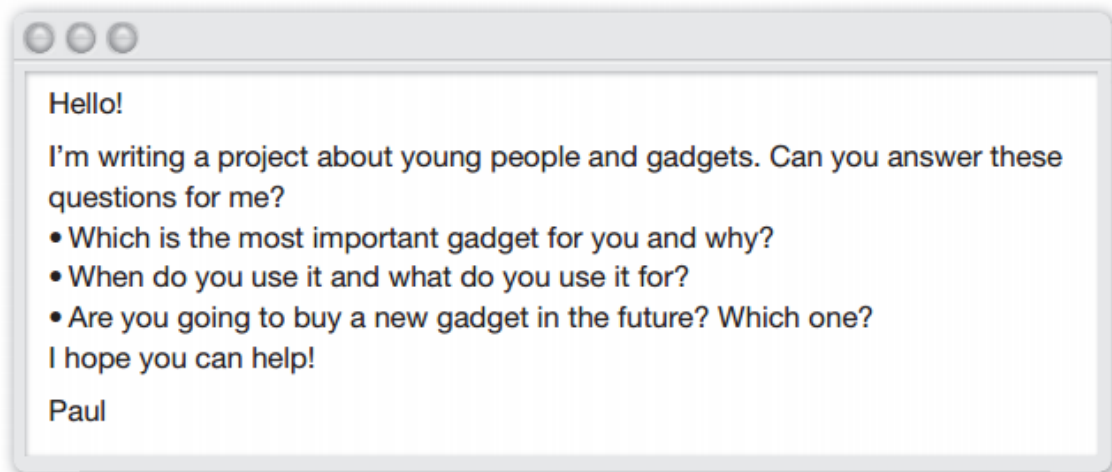 Hello!
I'm writing a project about young people and gadgets. Can you answer these
questions for me?
• Which is the most important gadget for you and why?
• When do you use it and what do you use it for?
• Are you going to buy a new gadget in the future? Which one?
I hope you can help!
Paul